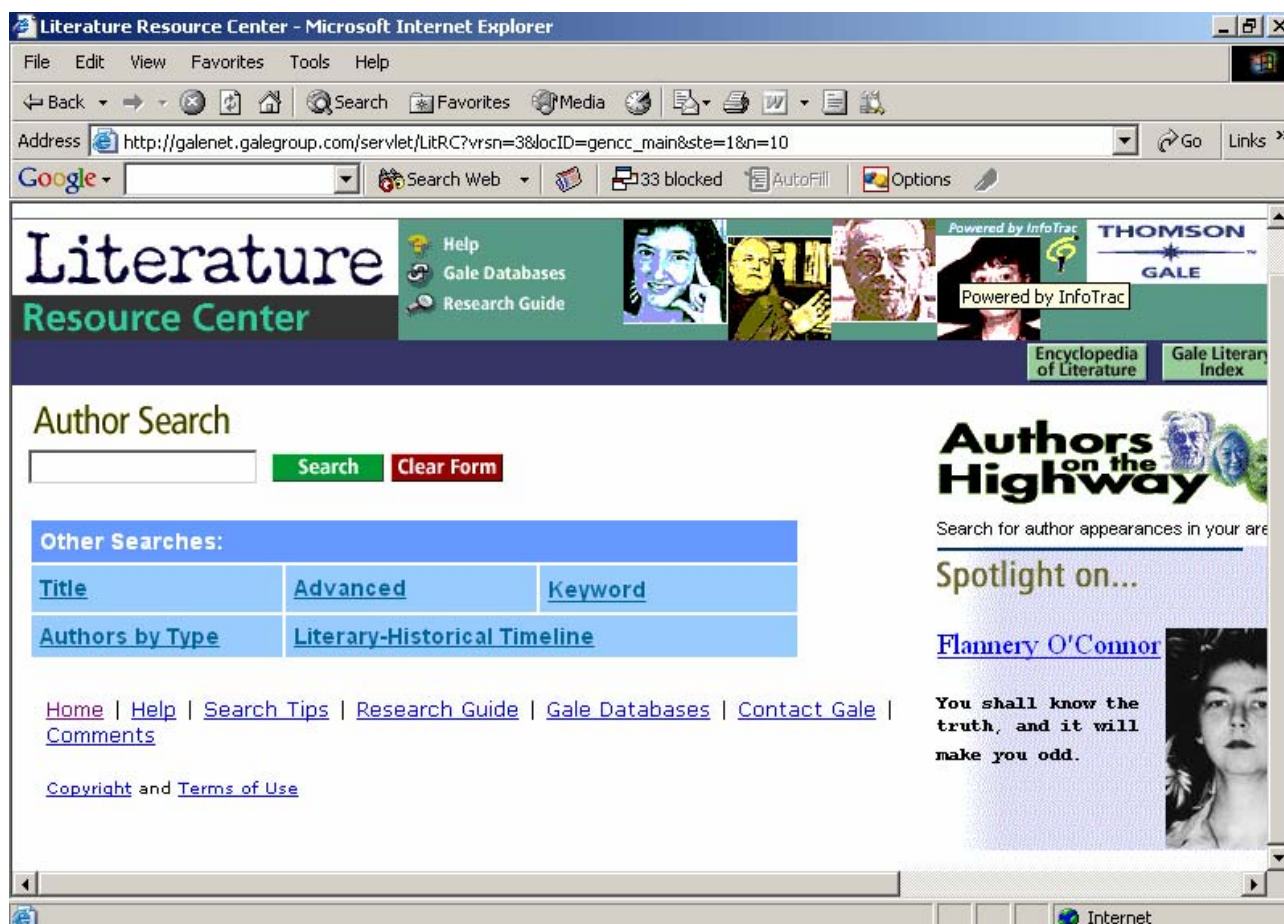 Literature Resource Center - Microsoft Internet Explorer
File Edit View Favorites Tools Help
Back Search Favorites Media
Address http://galenet.galegroup.com/servlet/LitRC?vrsn=3&locID=gencc_main&ste=1&n=10 Go Links »
Google Search Web 33 blocked AutoFill Options
Literature
Resource Center
Help
Gale Databases
Research Guide
Powered by InfoTrac
THOMSON
GALE
Powered by InfoTrac
Encyclopedia
of Literature
Gale Literary
Index
Author Search
Search Clear Form
Other Searches:
Title Advanced Keyword
Authors by Type Literary-Historical Timeline
Home | Help | Search Tips | Research Guide | Gale Databases | Contact Gale |
Comments
Copyright and Terms of Use
Authors
on the
Highway
Search for author appearances in your are
Spotlight on...
Flannery O'Connor
You shall know the
truth, and it will
make you odd.
Internet